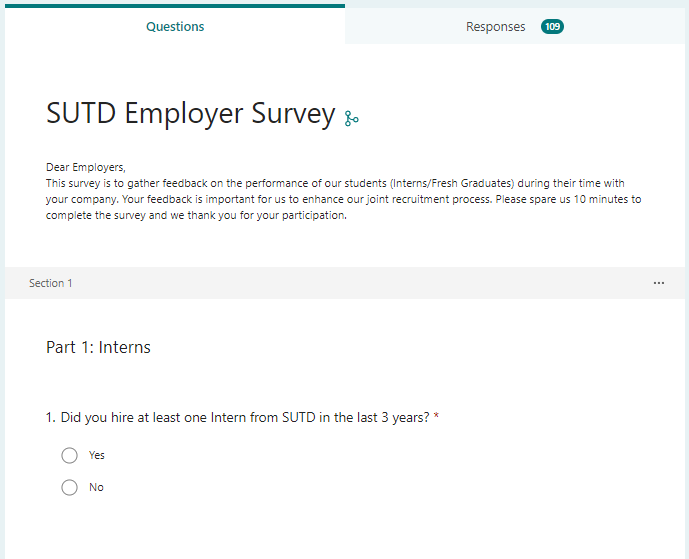 Questions
Responses 109
SUTD Employer Survey
Dear Employers,
This survey is to gather feedback on the performance of our students (Interns/Fresh Graduates) during their time with
your company. Your feedback is important for us to enhance our joint recruitment process. Please spare us 10 minutes to
complete the survey and we thank you for your participation.
Section 1
...
Part 1: Interns
1. Did you hire at least one Intern from SUTD in the last 3 years? *
Yes
No